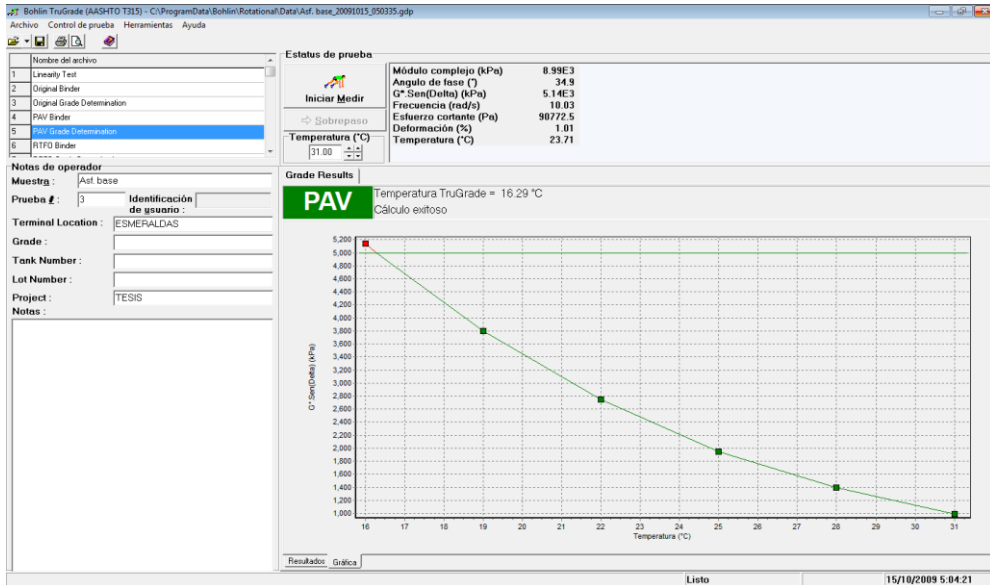 Bohlin TruGrade (AASHTO T315) - C:\ProgramData\Bohlin\Rotational\Data\Asf. base_20091015_050335.gdp
Archivo Control de prueba Herramientas Ayuda
Nombre del archivo
1 Linearity Test
2 Original Binder
3 Original Grade Determination
4 PAV Binder
5 PAV Grade Determination
6 RTFO Binder
Estatus de prueba
Iniciar Medir
Sobrepaso
Temperatura (°C)
31.00
Módulo complejo (kPa) 8.99E3
Angulo de fase (°) 34.9
G*.Sen(Delta) (kPa) 5.14E3
Frecuencia (rad/s) 10.03
Esfuerzo cortante (Pa) 90772.5
Deformación (%) 1.01
Temperatura (°C) 23.71
Notas de operador
Muestra: Asf. base
Prueba #: 3 Identificación de usuario :
Terminal Location : ESMERALDAS
Grade :
Tank Number :
Lot Number :
Project : TESIS
Notas :
Grade Results
PAV
Temperatura TruGrade = 16.29 °C
Cálculo exitoso
G*.Sen(Delta) (kPa)
5,200
5,000
4,800
4,600
4,400
4,200
4,000
3,800
3,600
3,400
3,200
3,000
2,800
2,600
2,400
2,200
2,000
1,800
1,600
1,400
1,200
1,000
16 17 18 19 20 21 22 23 24 25 26 27 28 29 30 31
Temperatura (°C)
Resultados Gráfica
Listo 15/10/2009 5:04:21